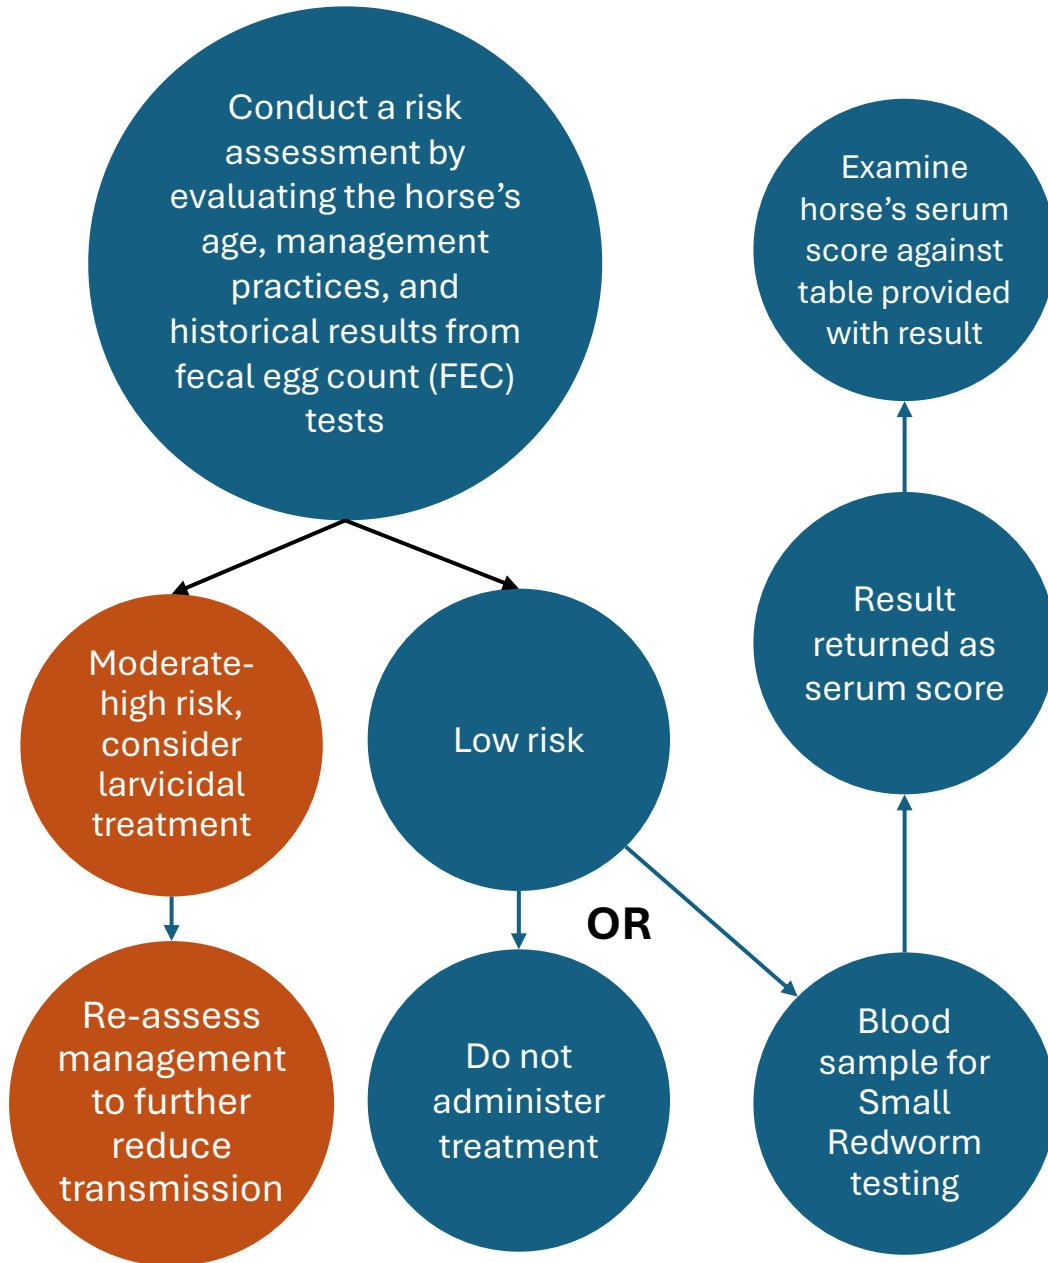 Conduct a risk
assessment by
evaluating the horse’s
age, management
practices, and
historical results from
fecal egg count (FEC)
tests
Moderate-
high risk,
consider
larvicidal
treatment
Re-assess
management
to further
reduce
transmission
Low risk
OR
Do not
administer
treatment
Blood
sample for
Small
Redworm
testing
Result
returned as
serum score
Examine
horse’s serum
score against
table provided
with result